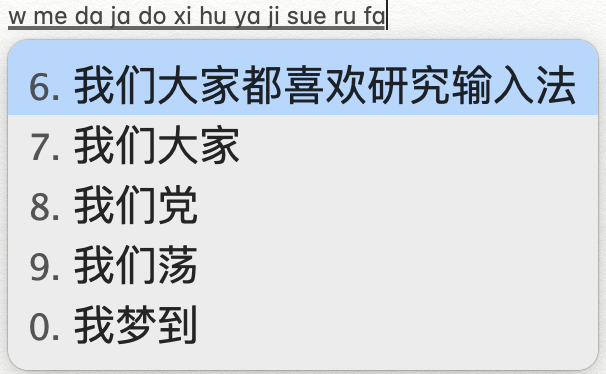 w me da ja do xi hu ya ji sue ru fa
6. 我们大家都喜欢研究输入法
7. 我们大家
8. 我们党
9. 我们荡
0. 我梦到